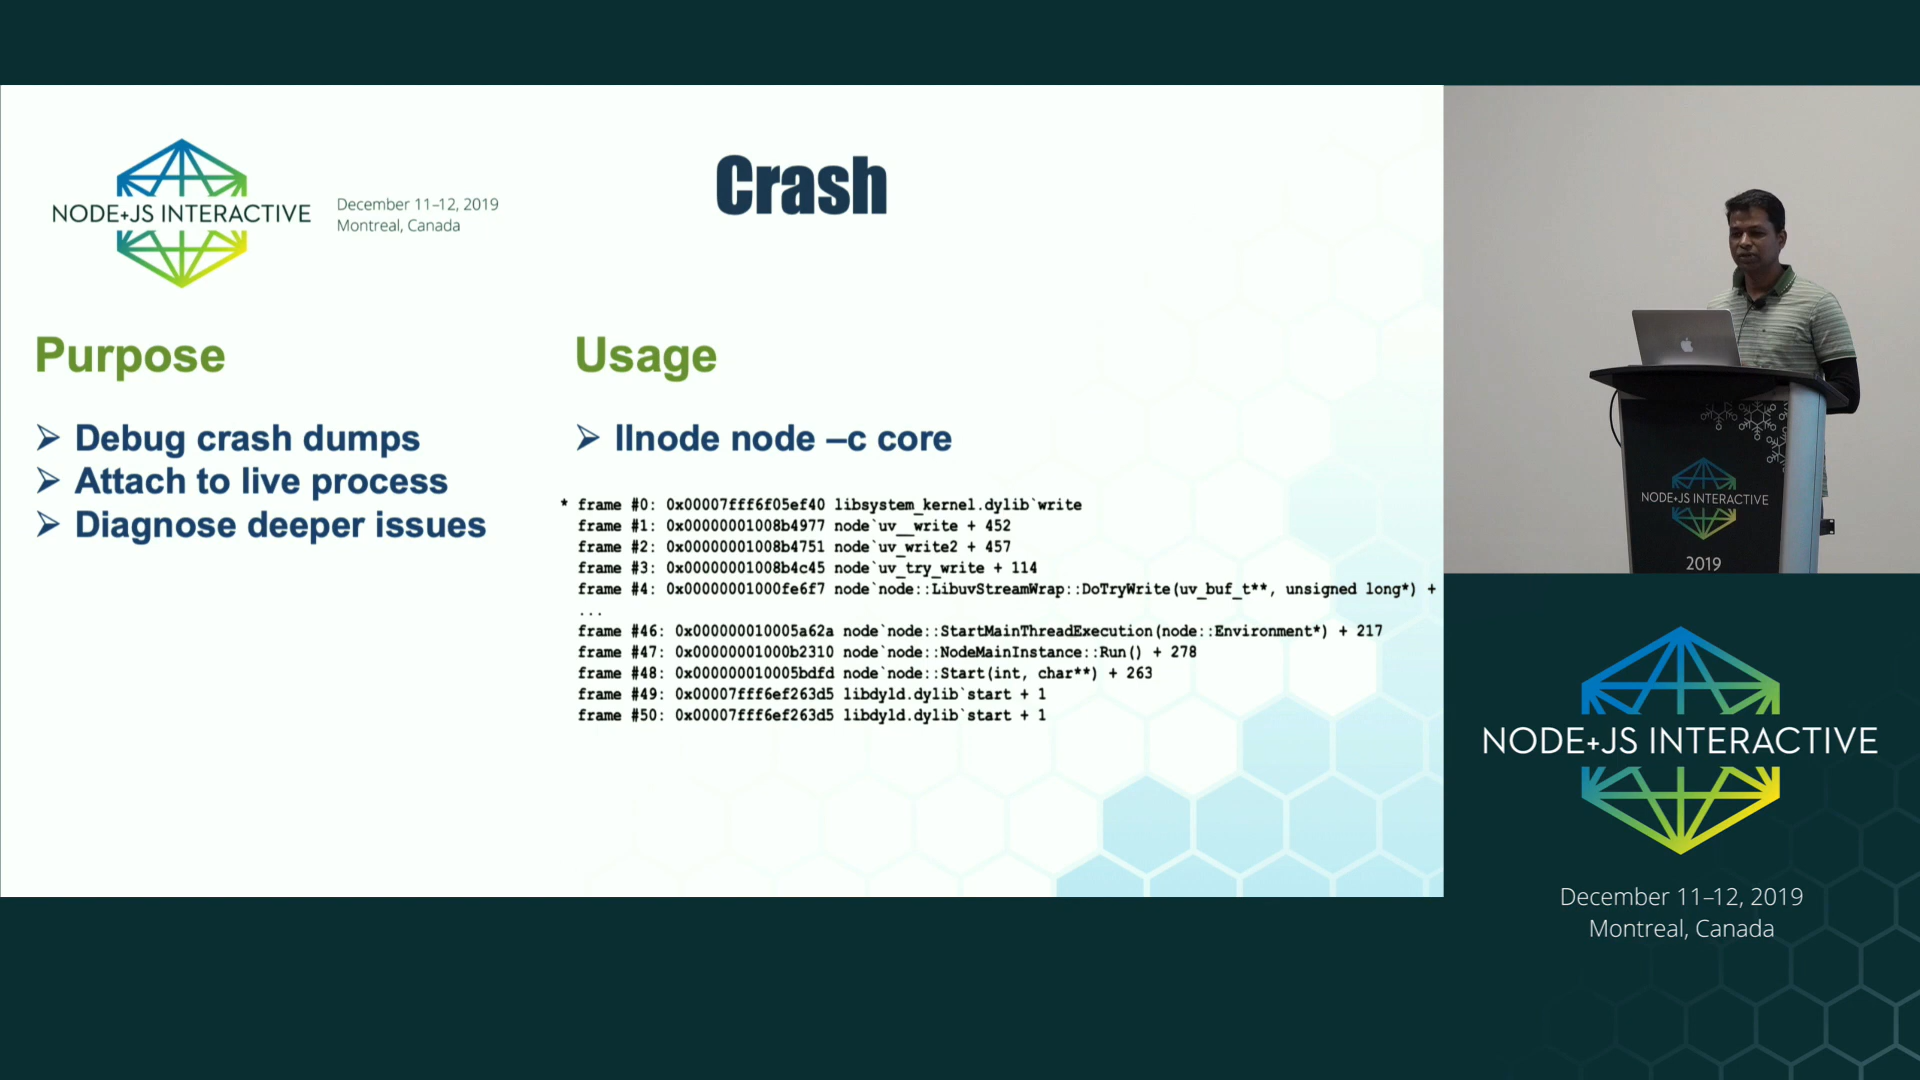 NODE+JS INTERACTIVE
December 11–12, 2019
Montreal, Canada
Crash
Purpose
➢ Debug crash dumps
➢ Attach to live process
➢ Diagnose deeper issues
Usage
➢ llnode node –c core
* frame #0: 0x00007fff6f05ef40 libsystem_kernel.dylib`write
frame #1: 0x00000001008b4977 node`uv__write + 452
frame #2: 0x00000001008b4751 node`uv_write2 + 457
frame #3: 0x00000001008b4c45 node`uv_try_write + 114
frame #4: 0x00000001000fe6f7 node`node::LibuvStreamWrap::DoTryWrite(uv_buf_t**, unsigned long*) +
...
frame #46: 0x000000010005a62a node`node::StartMainThreadExecution(node::Environment*) + 217
frame #47: 0x00000001000b2310 node`node::NodeMainInstance::Run() + 278
frame #48: 0x000000010005bdfd node`node::Start(int, char**) + 263
frame #49: 0x00007fff6ef263d5 libdyld.dylib`start + 1
frame #50: 0x00007fff6ef263d5 libdyld.dylib`start + 1
NODE+JS INTERACTIVE
2019
NODE+JS INTERACTIVE
December 11–12, 2019
Montreal, Canada